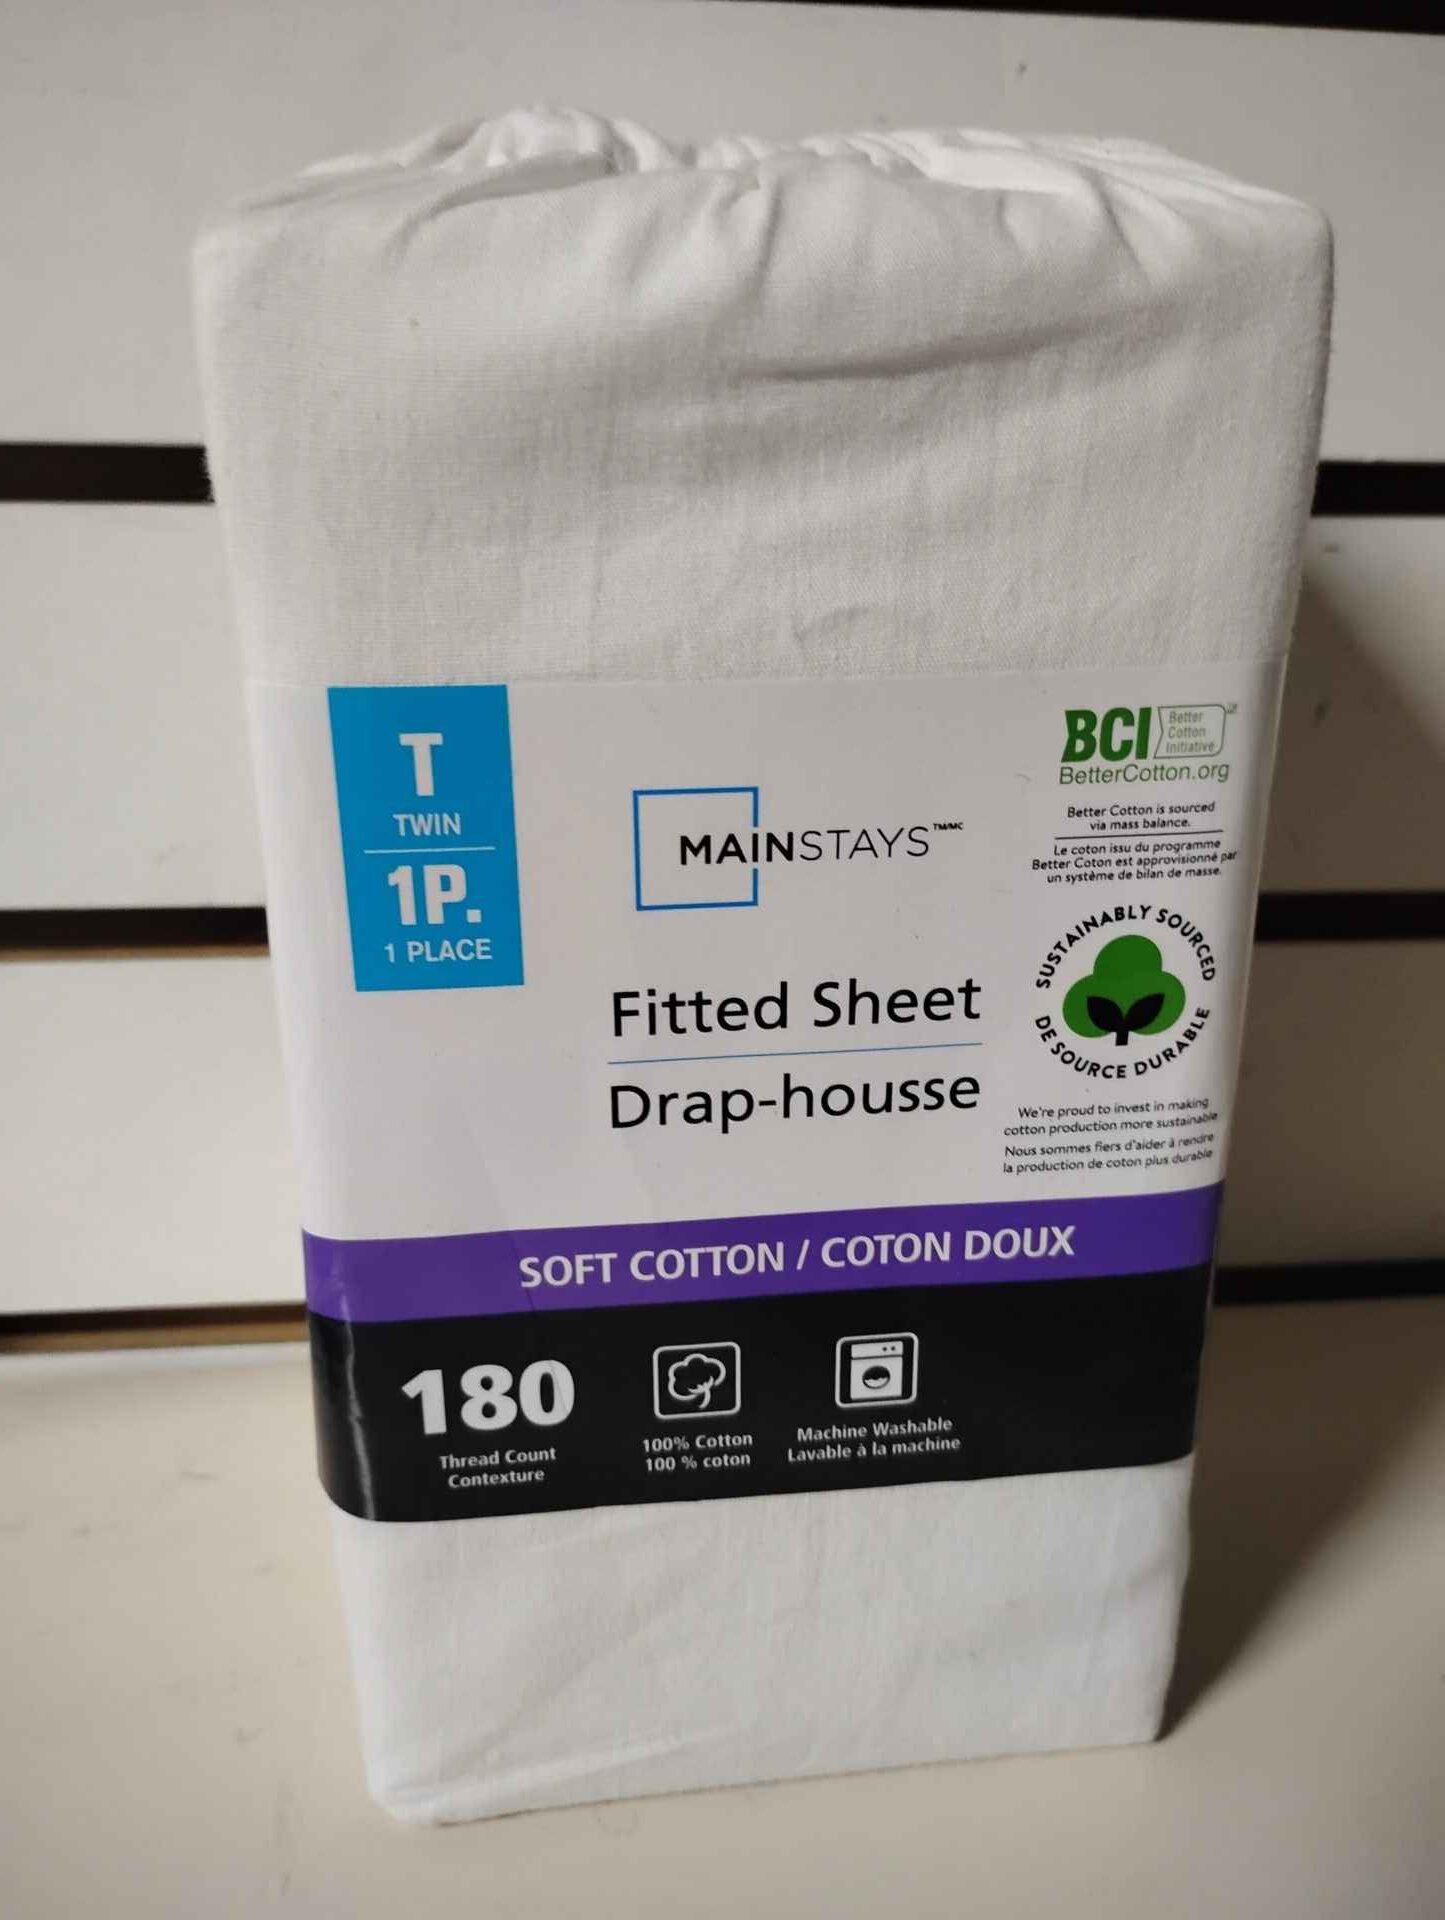 T
TWIN
1P.
1 PLACE
MAINSTAYS™/MC
Fitted Sheet
Drap-housse
BCI Better
Cotton
Initiative
BetterCotton.org
Better Cotton is sourced
via mass balance.
Le coton issu du programme
Better Coton est approvisionné par
un système de bilan de masse.
SUSTAINABLY SOURCED
DE SOURCE DURABLE
We're proud to invest in making
cotton production more sustainable
Nous sommes fiers d'aider à rendre
la production de coton plus durable
SOFT COTTON / COTON DOUX
180
Thread Count
Contexture
100% Cotton
100 % coton
Machine Washable
Lavable à la machine